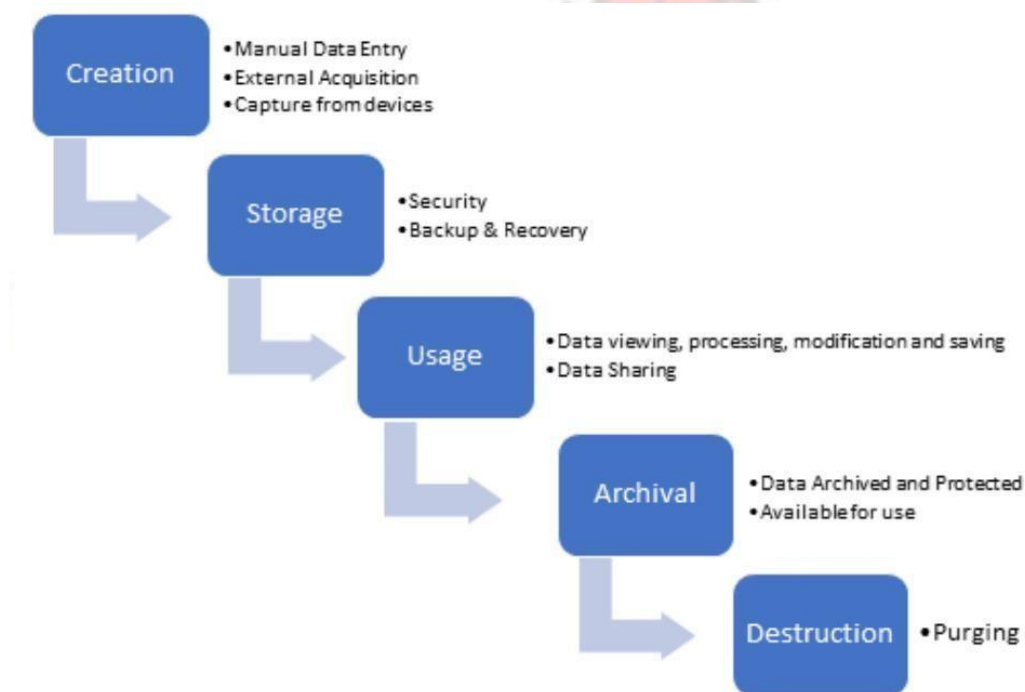 Creation
•Manual Data Entry
•External Acquisition
•Capture from devices
Storage
•Security
•Backup & Recovery
Usage
•Data viewing, processing, modification and saving
•Data Sharing
Archival
•Data Archived and Protected
•Available for use
Destruction
•Purging